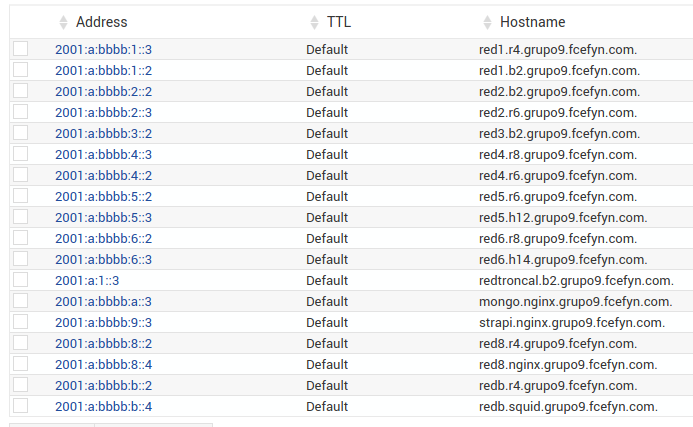 Address TTL Hostname
2001:a:bbbb:1::3 Default red1.r4.grupo9.fcefyn.com.
2001:a:bbbb:1::2 Default red1.b2.grupo9.fcefyn.com.
2001:a:bbbb:2::2 Default red2.b2.grupo9.fcefyn.com.
2001:a:bbbb:2::3 Default red2.r6.grupo9.fcefyn.com.
2001:a:bbbb:3::2 Default red3.b2.grupo9.fcefyn.com.
2001:a:bbbb:4::3 Default red4.r8.grupo9.fcefyn.com.
2001:a:bbbb:4::2 Default red4.r6.grupo9.fcefyn.com.
2001:a:bbbb:5::2 Default red5.r6.grupo9.fcefyn.com.
2001:a:bbbb:5::3 Default red5.h12.grupo9.fcefyn.com.
2001:a:bbbb:6::2 Default red6.r8.grupo9.fcefyn.com.
2001:a:bbbb:6::3 Default red6.h14.grupo9.fcefyn.com.
2001:a:1::3 Default redtroncal.b2.grupo9.fcefyn.com.
2001:a:bbbb:a::3 Default mongo.nginx.grupo9.fcefyn.com.
2001:a:bbbb:9::3 Default strapi.nginx.grupo9.fcefyn.com.
2001:a:bbbb:8::2 Default red8.r4.grupo9.fcefyn.com.
2001:a:bbbb:8::4 Default red8.nginx.grupo9.fcefyn.com.
2001:a:bbbb:b::2 Default redb.r4.grupo9.fcefyn.com.
2001:a:bbbb:b::4 Default redb.squid.grupo9.fcefyn.com.